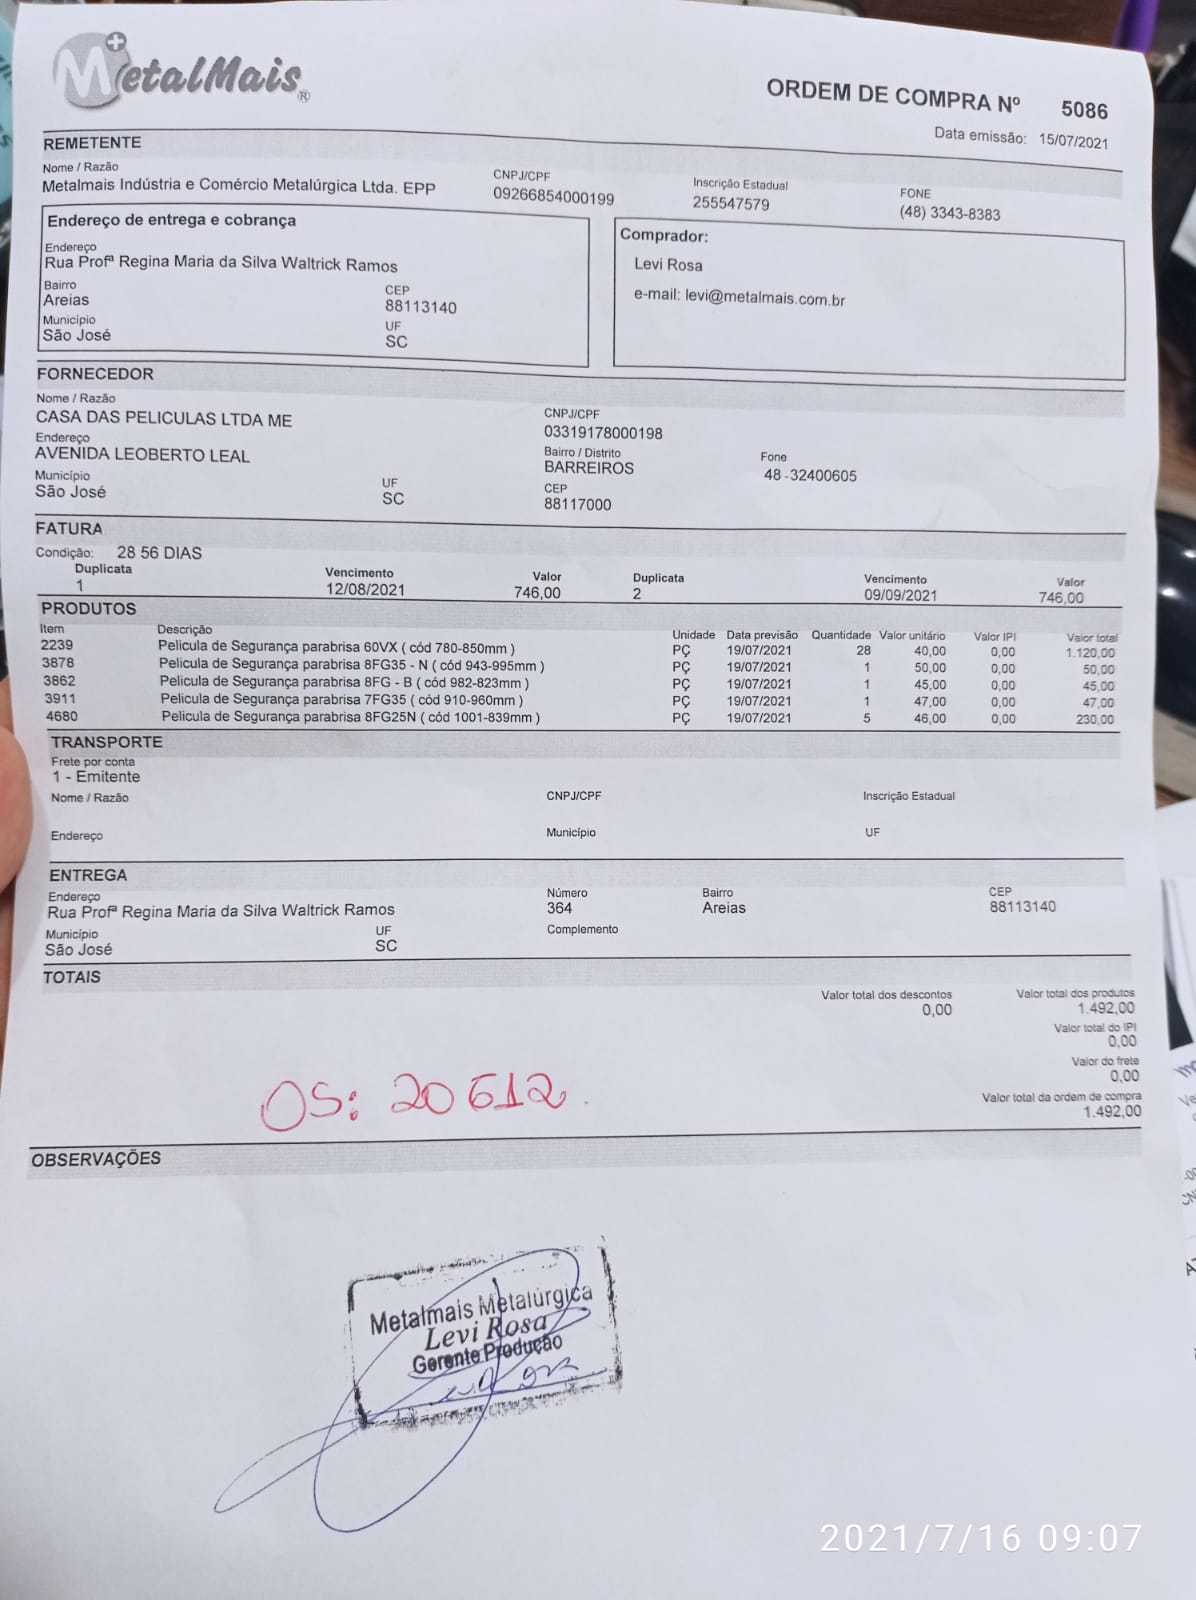 MetalMais®
ORDEM DE COMPRA Nº 5086
Data emissão: 15/07/2021
REMETENTE
Nome / Razão CNPJ/CPF Inscrição Estadual FONE
Metalmais Indústria e Comércio Metalúrgica Ltda. EPP 09266854000199 255547579 (48) 3343-8383
Endereço de entrega e cobrança
Endereço
Rua Profª Regina Maria da Silva Waltrick Ramos
Bairro CEP
Areias 88113140
Município UF
São José SC
Comprador:
Levi Rosa
e-mail: levi@metalmais.com.br
FORNECEDOR
Nome / Razão CNPJ/CPF
CASA DAS PELICULAS LTDA ME 03319178000198
Endereço Bairro / Distrito Fone
AVENIDA LEOBERTO LEAL BARREIROS 48 -32400605
Município UF CEP
São José SC 88117000
FATURA
Condição: 28 56 DIAS
Duplicata Vencimento Valor Duplicata Vencimento Valor
1 12/08/2021 746,00 2 09/09/2021 746,00
PRODUTOS
Item Descrição Unidade Data previsão Quantidade Valor unitário Valor IPI Valor total
2239 Pelicula de Segurança parabrisa 60VX ( cód 780-850mm ) PÇ 19/07/2021 28 40,00 0,00 1.120,00
3878 Pelicula de Segurança parabrisa 8FG35 - N ( cód 943-995mm ) PÇ 19/07/2021 1 50,00 0,00 50,00
3862 Pelicula de Segurança parabrisa 8FG - B ( cód 982-823mm ) PÇ 19/07/2021 1 45,00 0,00 45,00
3911 Pelicula de Segurança parabrisa 7FG35 ( cód 910-960mm ) PÇ 19/07/2021 1 47,00 0,00 47,00
4680 Pelicula de Segurança parabrisa 8FG25N ( cód 1001-839mm ) PÇ 19/07/2021 5 46,00 0,00 230,00
TRANSPORTE
Frete por conta
1 - Emitente
Nome / Razão CNPJ/CPF Inscrição Estadual
Endereço Município UF
ENTREGA
Endereço Número Bairro CEP
Rua Profª Regina Maria da Silva Waltrick Ramos 364 Areias 88113140
Município UF Complemento
São José SC
TOTAIS
Valor total dos descontos Valor total dos produtos
0,00 1.492,00
Valor total do IPI
0,00
Valor do frete
0,00
Valor total da ordem de compra
1.492,00
OS: 20612.
OBSERVAÇÕES
Metalmais Metalúrgica
Levi Rosa
Gerente Produção
2021/7/16 09:07